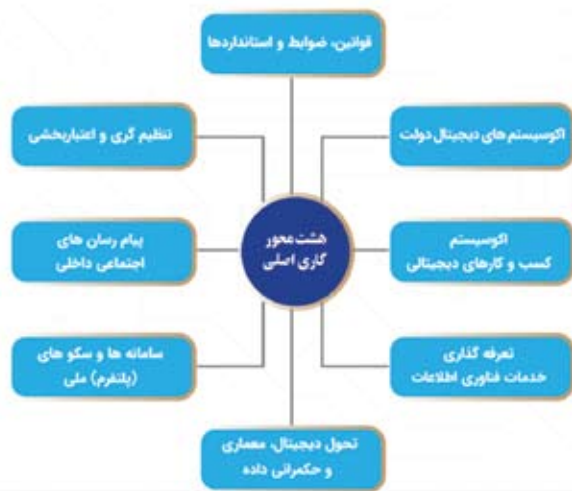 قوانین، ضوابط و استانداردها
اکوسیستم های دیجیتال دولت
تنظیم گری و اعتباربخشی
هشت محور
کاری اصلی
اکوسیستم
کسب و کارهای دیجیتالی
پیام رسان های
اجتماعی داخلی
تعرفه گذاری
خدمات فناوری اطلاعات
سامانه ها و سکو های
(پلتفرم) ملی
تحول دیجیتال، معماری
و حکمرانی داده